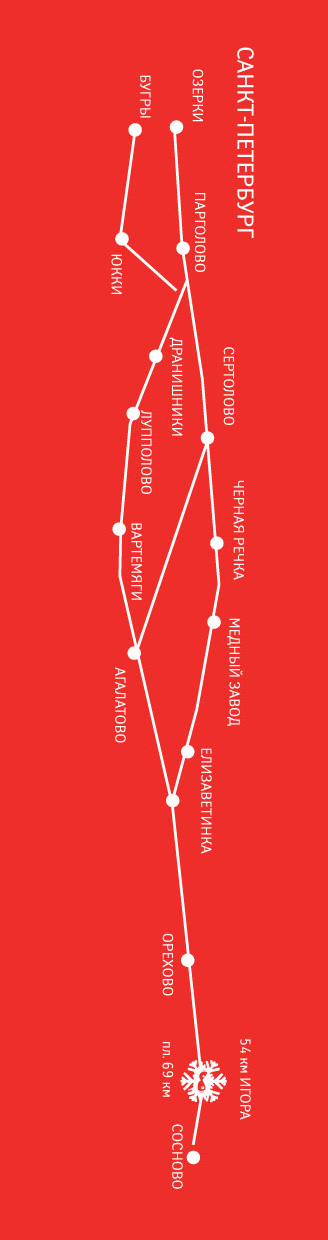 САНКТ-ПЕТЕРБУРГ
ОЗЕРКИ
БУГРЫ
ПАРГОЛОВО
ЮККИ
СЕРТОЛОВО
ДРАНИШНИКИ
ЛУППОЛОВО
ЧЕРНАЯ РЕЧКА
ВАРТЕМЯГИ
МЕДНЫЙ ЗАВОД
АГАЛАТОВО
ЕЛИЗАВЕТИНКА
ОРЕХОВО
54 км ИГОРА
пл. 69 км
СОСНОВО